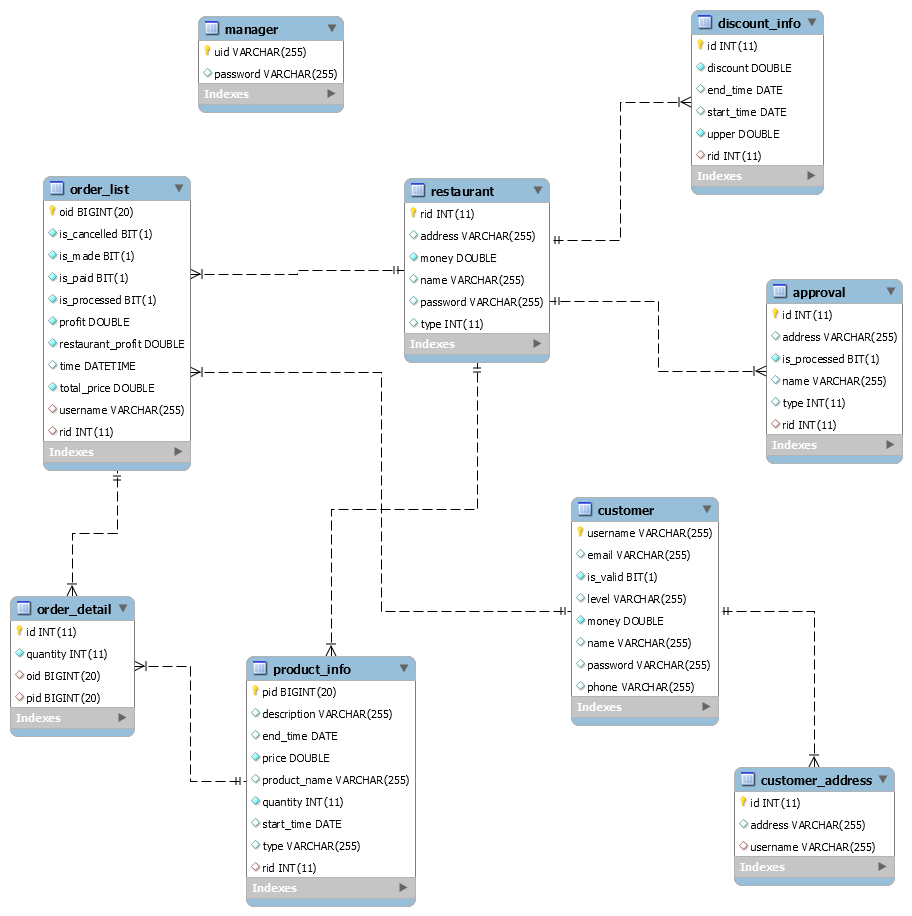 manager
uid VARCHAR(255)
password VARCHAR(255)
Indexes
discount_info
id INT(11)
discount DOUBLE
end_time DATE
start_time DATE
upper DOUBLE
rid INT(11)
Indexes
order_list
oid BIGINT(20)
is_cancelled BIT(1)
is_made BIT(1)
is_paid BIT(1)
is_processed BIT(1)
profit DOUBLE
restaurant_profit DOUBLE
time DATETIME
total_price DOUBLE
username VARCHAR(255)
rid INT(11)
Indexes
restaurant
rid INT(11)
address VARCHAR(255)
money DOUBLE
name VARCHAR(255)
password VARCHAR(255)
type INT(11)
Indexes
approval
id INT(11)
address VARCHAR(255)
is_processed BIT(1)
name VARCHAR(255)
type INT(11)
rid INT(11)
Indexes
customer
username VARCHAR(255)
email VARCHAR(255)
is_valid BIT(1)
level VARCHAR(255)
money DOUBLE
name VARCHAR(255)
password VARCHAR(255)
phone VARCHAR(255)
Indexes
order_detail
id INT(11)
quantity INT(11)
oid BIGINT(20)
pid BIGINT(20)
Indexes
product_info
pid BIGINT(20)
description VARCHAR(255)
end_time DATE
price DOUBLE
product_name VARCHAR(255)
quantity INT(11)
start_time DATE
type VARCHAR(255)
rid INT(11)
Indexes
customer_address
id INT(11)
address VARCHAR(255)
username VARCHAR(255)
Indexes